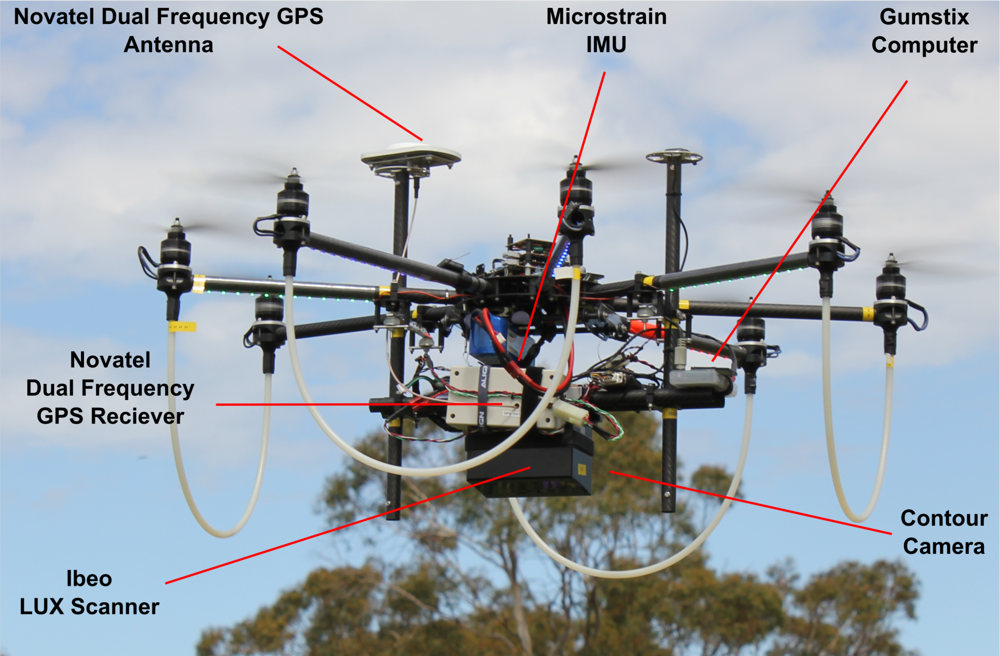 Novatel Dual Frequency GPS
Antenna
Microstrain
IMU
Gumstix
Computer
Novatel
Dual Frequency
GPS Reciever
ALIGN
Contour
Camera
Ibeo
LUX Scanner